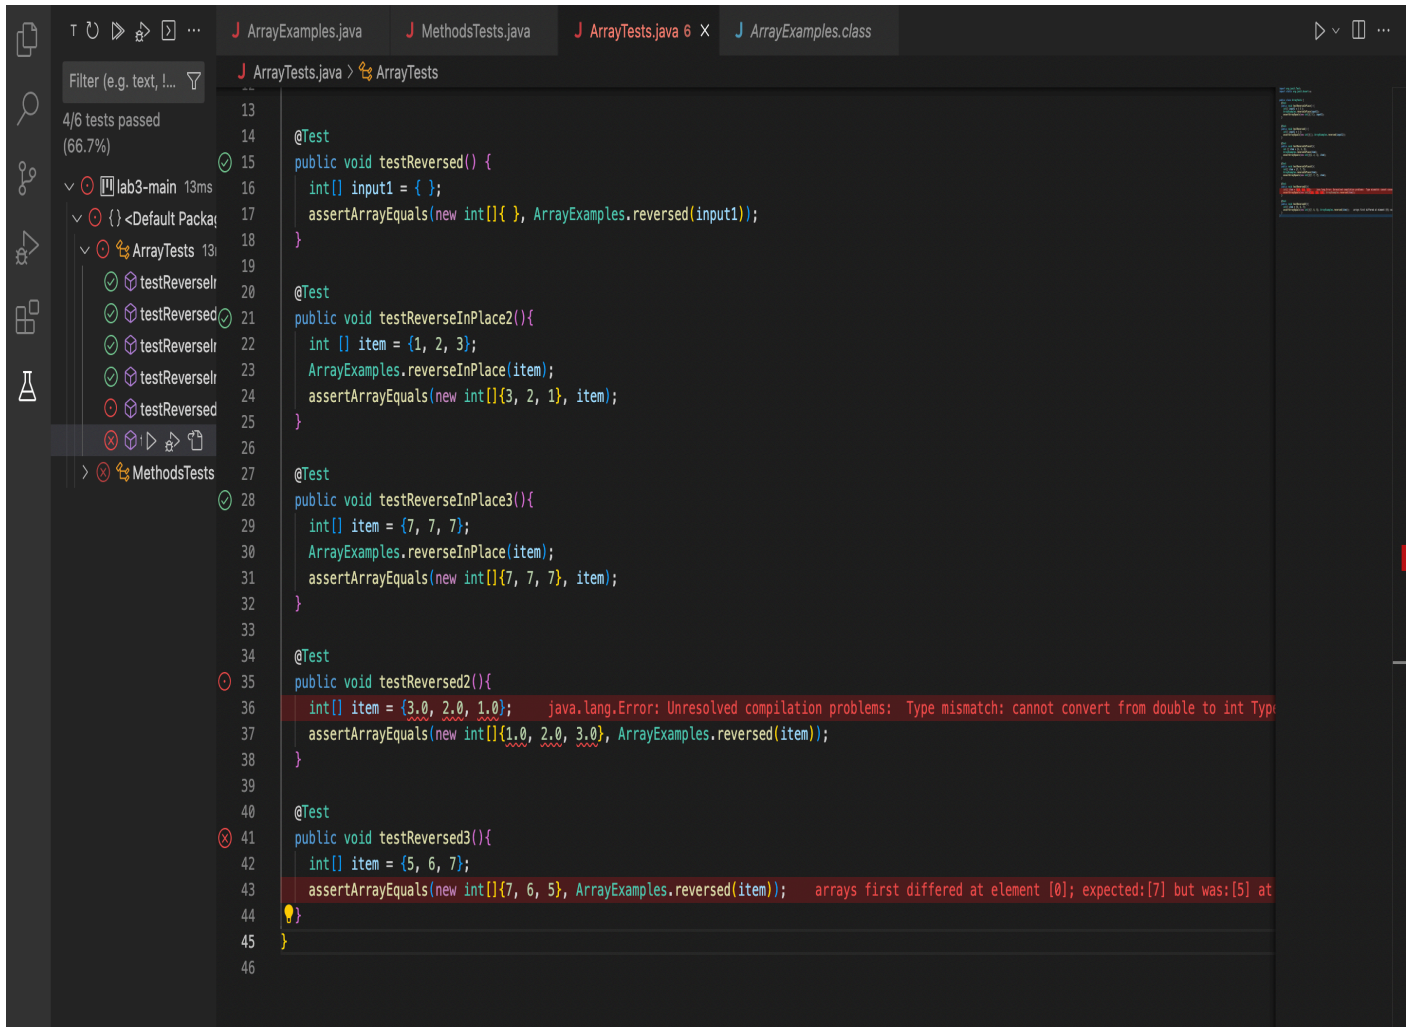 T
ArrayExamples.java
MethodsTests.java
ArrayTests.java 6
ArrayExamples.class
Filter (e.g. text, !...
ArrayTests.java > ArrayTests
4/6 tests passed
(66.7%)
lab3-main 13ms
{} <Default Packag
ArrayTests 13
testReverseIn
testReversed
testReverseIn
testReverseIn
testReversed
MethodsTests
12
13
14 @Test
15 public void testReversed() {
16 int[] input1 = { };
17 assertArrayEquals(new int[]{ }, ArrayExamples.reversed(input1));
18 }
19
20 @Test
21 public void testReverseInPlace2(){
22 int [] item = {1, 2, 3};
23 ArrayExamples.reverseInPlace(item);
24 assertArrayEquals(new int[]{3, 2, 1}, item);
25 }
26
27 @Test
28 public void testReverseInPlace3(){
29 int[] item = {7, 7, 7};
30 ArrayExamples.reverseInPlace(item);
31 assertArrayEquals(new int[]{7, 7, 7}, item);
32 }
33
34 @Test
35 public void testReversed2(){
36 int[] item = {3.0, 2.0, 1.0}; java.lang.Error: Unresolved compilation problems: Type mismatch: cannot convert from double to int Type
37 assertArrayEquals(new int[]{1.0, 2.0, 3.0}, ArrayExamples.reversed(item));
38 }
39
40 @Test
41 public void testReversed3(){
42 int[] item = {5, 6, 7};
43 assertArrayEquals(new int[]{7, 6, 5}, ArrayExamples.reversed(item)); arrays first differed at element [0]; expected:[7] but was:[5] at
44 }
45 }
46